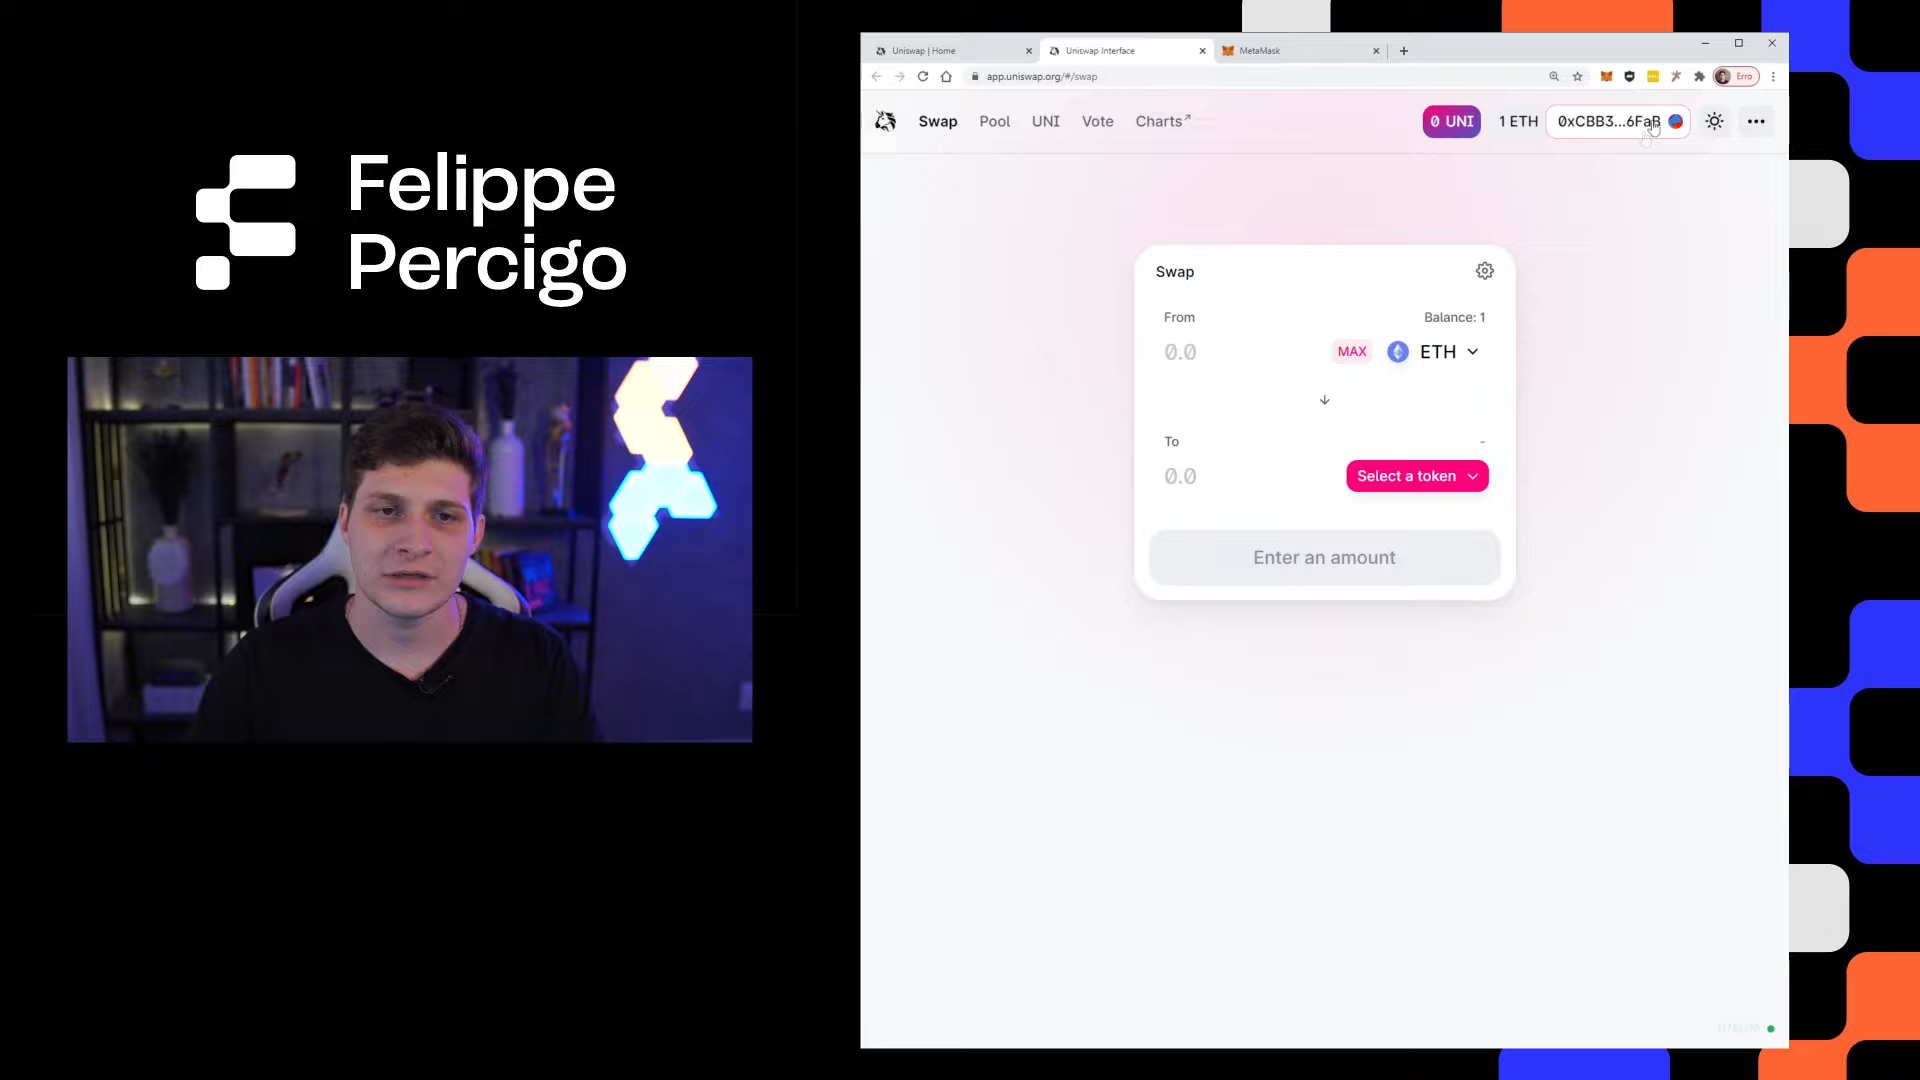 Felippe
Percigo
Uniswap | Home
Uniswap Interface
MetaMask
app.uniswap.org/#/swap
Erro
Swap
Pool
UNI
Vote
Charts↗
0 UNI
1 ETH
0xCBB3...6FaB
Swap
From
Balance: 1
0.0
MAX
ETH
To
-
0.0
Select a token
Enter an amount